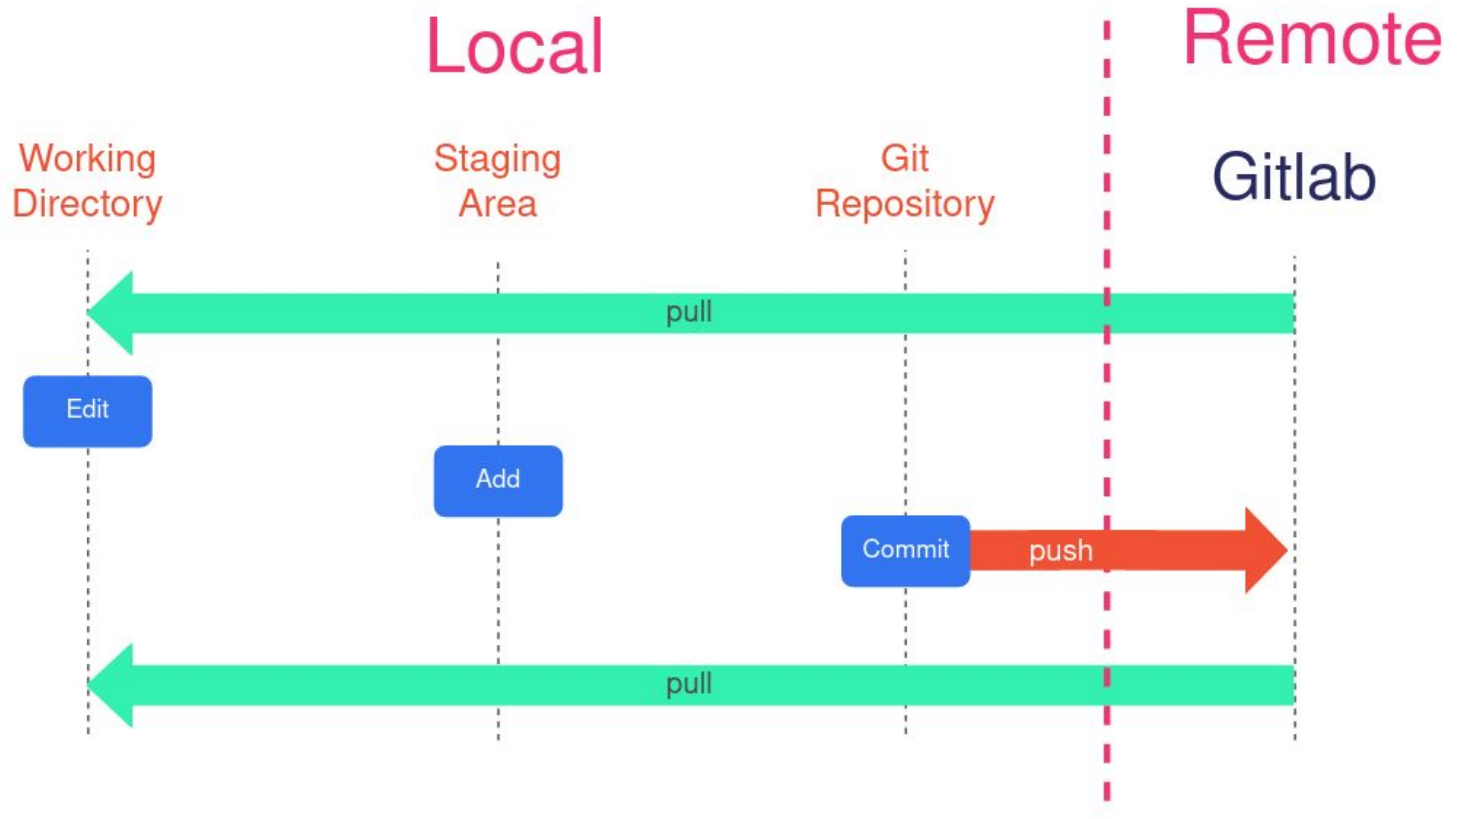 Local
Remote
Working
Directory
Staging
Area
Git
Repository
Gitlab
pull
Edit
Add
Commit
push
pull